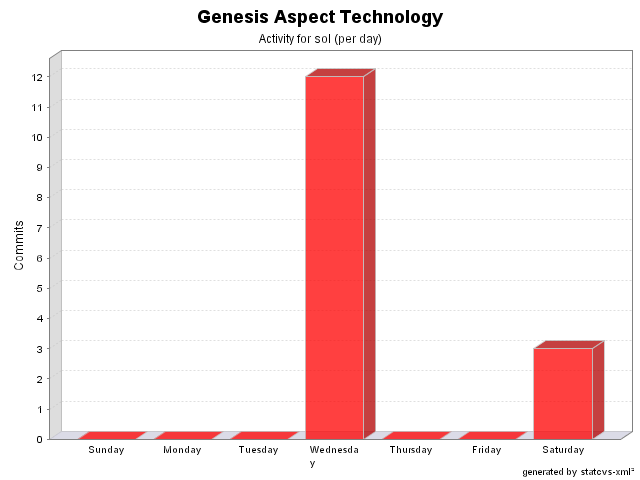 Genesis Aspect Technology
Activity for sol (per day)
Commits
12
11
10
9
8
7
6
5
4
3
2
1
0
Sunday Monday Tuesday Wednesda Thursday Friday Saturday
y
generated by statcvs-xml²